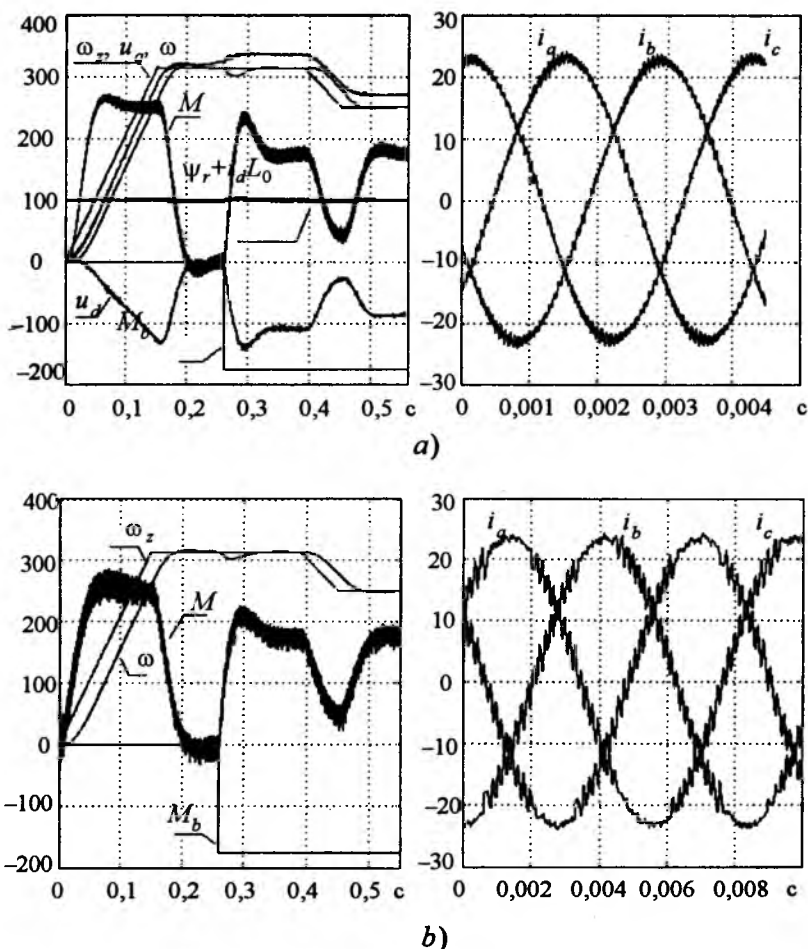 400
300
200
100
0
–100
–200
ω_z, u_q, ω
M
ψ_r+i_dL_0
u_d
M_b
0 0,1 0,2 0,3 0,4 0,5 c
30
20
10
0
–10
–20
–30
i_a i_b i_c
0 0,001 0,002 0,003 0,004 c
a)
400
300
200
100
0
–100
–200
ω_z
M
ω
M_b
0 0,1 0,2 0,3 0,4 0,5 c
30
20
10
0
–10
–20
–30
i_a i_b i_c
0 0,002 0,004 0,006 0,008 c
b)